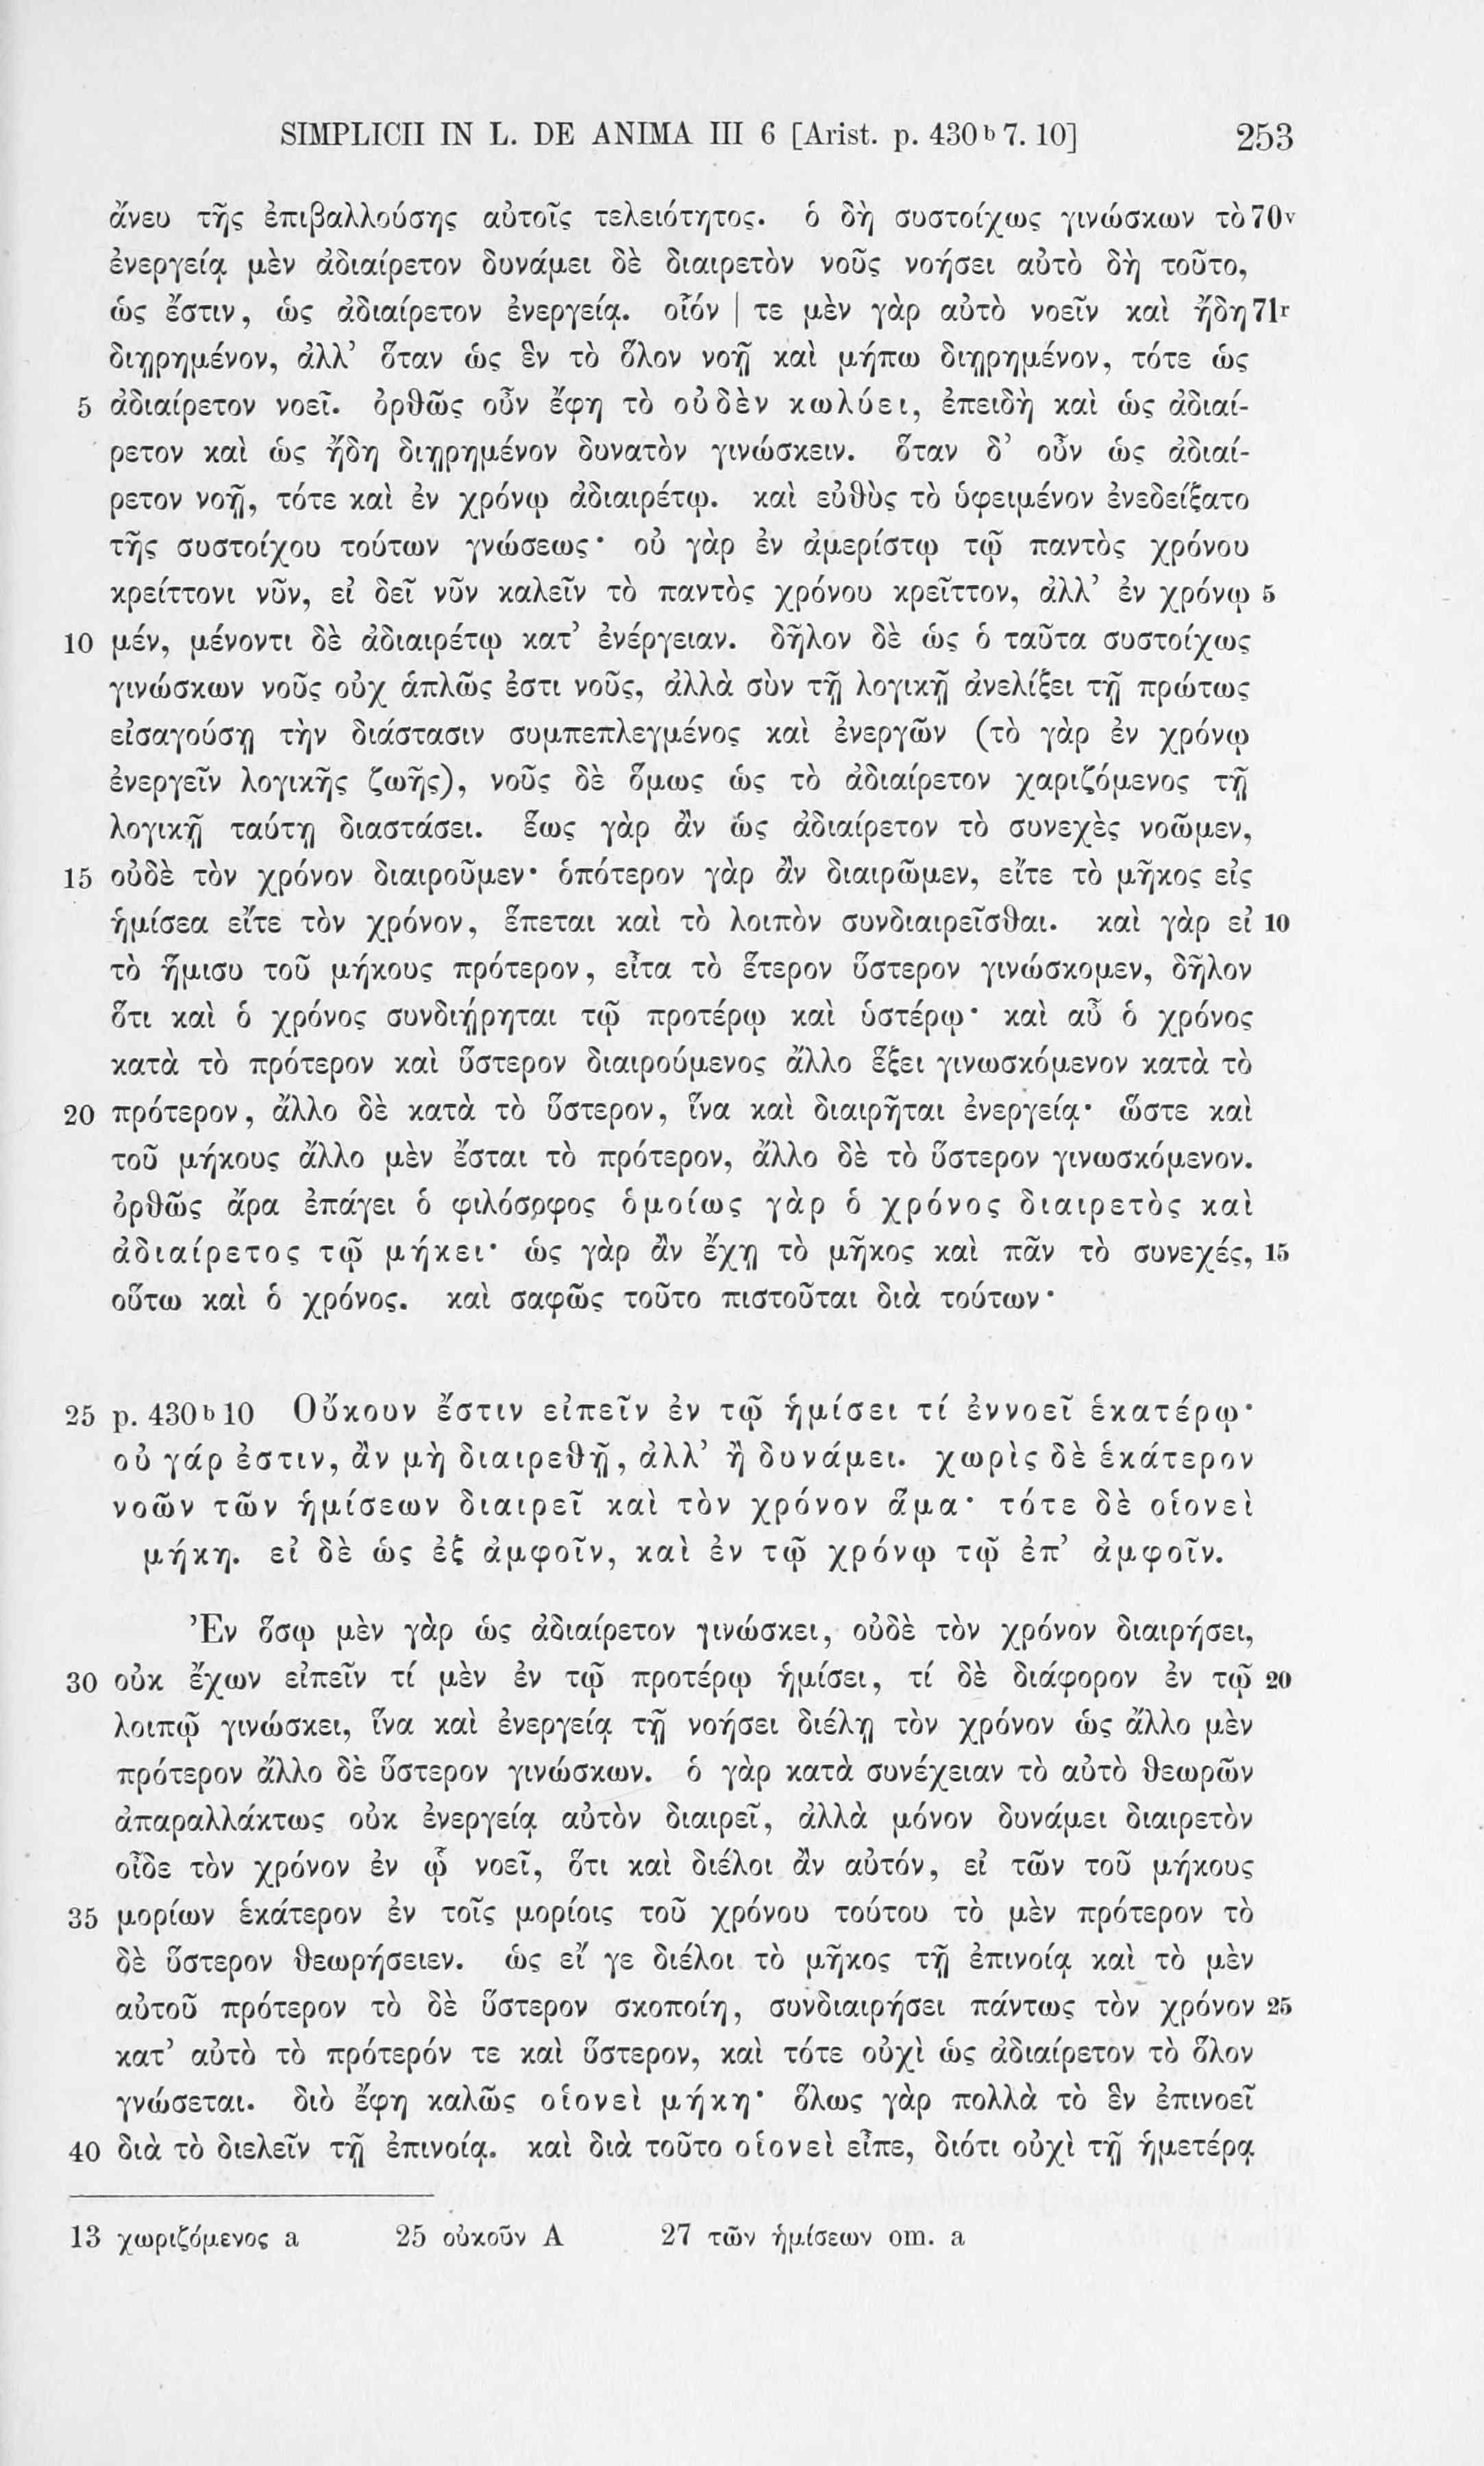 SIMPLICII IN L. DE ANIMA III 6 [Arist. p. 430 b 7. 10] 253
ἄνευ τῆς ἐπιβαλλούσης αὐτοῖς τελειότητος. ὁ δὴ συστοίχως γινώσκων τὸ 70v
ἐνεργείᾳ μὲν ἀδιαίρετον δυνάμει δὲ διαιρετὸν νοῦς νοήσει αὐτὸ δὴ τοῦτο,
ὡς ἔστιν, ὡς ἀδιαίρετον ἐνεργείᾳ. οἷόν | τε μὲν γὰρ αὐτὸ νοεῖν καὶ ἤδη 71r
διῃρημένον, ἀλλ’ ὅταν ὡς ἓν τὸ ὅλον νοῇ καὶ μήπω διῃρημένον, τότε ὡς
5 ἀδιαίρετον νοεῖ. ὀρθῶς οὖν ἔφη τὸ οὐδὲν κωλύει, ἐπειδὴ καὶ ὡς ἀδιαί-
ρετον καὶ ὡς ἤδη διῃρημένον δυνατὸν γινώσκειν. ὅταν δ’ οὖν ὡς ἀδιαί-
ρετον νοῇ, τότε καὶ ἐν χρόνῳ ἀδιαιρέτῳ. καὶ εὐθὺς τὸ ὑφειμένον ἐνεδείξατο
τῆς συστοίχου τούτων γνώσεως· οὐ γὰρ ἐν ἀμερίστῳ τῷ παντὸς χρόνου
κρείττονι νῦν, εἰ δεῖ νῦν καλεῖν τὸ παντὸς χρόνου κρεῖττον, ἀλλ’ ἐν χρόνῳ 5
10 μέν, μένοντι δὲ ἀδιαιρέτῳ κατ’ ἐνέργειαν. δῆλον δὲ ὡς ὁ ταῦτα συστοίχως
γινώσκων νοῦς οὐχ ἁπλῶς ἐστι νοῦς, ἀλλὰ σὺν τῇ λογικῇ ἀνελίξει τῇ πρώτως
εἰσαγούσῃ τὴν διάστασιν συμπεπλεγμένος καὶ ἐνεργῶν (τὸ γὰρ ἐν χρόνῳ
ἐνεργεῖν λογικῆς ζωῆς), νοῦς δὲ ὅμως ὡς τὸ ἀδιαίρετον χαριζόμενος τῇ
λογικῇ ταύτῃ διαστάσει. ἕως γὰρ ἂν ὡς ἀδιαίρετον τὸ συνεχὲς νοῶμεν,
15 οὐδὲ τὸν χρόνον διαιροῦμεν· ὁπότερον γὰρ ἂν διαιρῶμεν, εἴτε τὸ μῆκος εἰς
ἡμίσεα εἴτε τὸν χρόνον, ἕπεται καὶ τὸ λοιπὸν συνδιαιρεῖσθαι. καὶ γὰρ εἰ 10
τὸ ἥμισυ τοῦ μήκους πρότερον, εἶτα τὸ ἕτερον ὕστερον γινώσκομεν, δῆλον
ὅτι καὶ ὁ χρόνος συνδιῄρηται τῷ προτέρῳ καὶ ὑστέρῳ· καὶ αὖ ὁ χρόνος
κατὰ τὸ πρότερον καὶ ὕστερον διαιρούμενος ἄλλο ἕξει γινωσκόμενον κατὰ τὸ
20 πρότερον, ἄλλο δὲ κατὰ τὸ ὕστερον, ἵνα καὶ διαιρῆται ἐνεργείᾳ· ὥστε καὶ
τοῦ μήκους ἄλλο μὲν ἔσται τὸ πρότερον, ἄλλο δὲ τὸ ὕστερον γινωσκόμενον.
ὀρθῶς ἄρα ἐπάγει ὁ φιλόσοφος ὁμοίως γὰρ ὁ χρόνος διαιρετὸς καὶ
ἀδιαίρετος τῷ μήκει· ὡς γὰρ ἂν ἔχῃ τὸ μῆκος καὶ πᾶν τὸ συνεχές, 15
οὕτω καὶ ὁ χρόνος. καὶ σαφῶς τοῦτο πιστοῦται διὰ τούτων·
25 p. 430 b 10 Οὔκουν ἔστιν εἰπεῖν ἐν τῷ ἡμίσει τί ἐννοεῖ ἑκατέρῳ·
οὐ γάρ ἐστιν, ἂν μὴ διαιρεθῇ, ἀλλ’ ἢ δυνάμει. χωρὶς δὲ ἑκάτερον
νοῶν τῶν ἡμίσεων διαιρεῖ καὶ τὸν χρόνον ἅμα· τότε δὲ οἱονεὶ
μήκη. εἰ δὲ ὡς ἐξ ἀμφοῖν, καὶ ἐν τῷ χρόνῳ τῷ ἐπ’ ἀμφοῖν.
Ἐν ὅσῳ μὲν γὰρ ὡς ἀδιαίρετον γινώσκει, οὐδὲ τὸν χρόνον διαιρήσει,
30 οὐκ ἔχων εἰπεῖν τί μὲν ἐν τῷ προτέρῳ ἡμίσει, τί δὲ διάφορον ἐν τῷ 20
λοιπῷ γινώσκει, ἵνα καὶ ἐνεργείᾳ τῇ νοήσει διέλῃ τὸν χρόνον ὡς ἄλλο μὲν
πρότερον ἄλλο δὲ ὕστερον γινώσκων. ὁ γὰρ κατὰ συνέχειαν τὸ αὐτὸ θεωρῶν
ἀπαραλλάκτως οὐκ ἐνεργείᾳ αὐτὸν διαιρεῖ, ἀλλὰ μόνον δυνάμει διαιρετὸν
οἶδε τὸν χρόνον ἐν ᾧ νοεῖ, ὅτι καὶ διέλοι ἂν αὐτόν, εἰ τῶν τοῦ μήκους
35 μορίων ἑκάτερον ἐν τοῖς μορίοις τοῦ χρόνου τούτου τὸ μὲν πρότερον τὸ
δὲ ὕστερον θεωρήσειεν. ὡς εἴ γε διέλοι τὸ μῆκος τῇ ἐπινοίᾳ καὶ τὸ μὲν
αὐτοῦ πρότερον τὸ δὲ ὕστερον σκοποίη, συνδιαιρήσει πάντως τὸν χρόνον 25
κατ’ αὐτὸ τὸ πρότερόν τε καὶ ὕστερον, καὶ τότε οὐχὶ ὡς ἀδιαίρετον τὸ ὅλον
γνώσεται. διὸ ἔφη καλῶς οἱονεὶ μήκη· ὅλως γὰρ πολλὰ τὸ ἓν ἐπινοεῖ
40 διὰ τὸ διελεῖν τῇ ἐπινοίᾳ. καὶ διὰ τοῦτο οἱονεὶ εἶπε, διότι οὐχὶ τῇ ἡμετέρᾳ
13 χωριζόμενος a 25 οὐκοῦν A 27 τῶν ἡμίσεων om. a